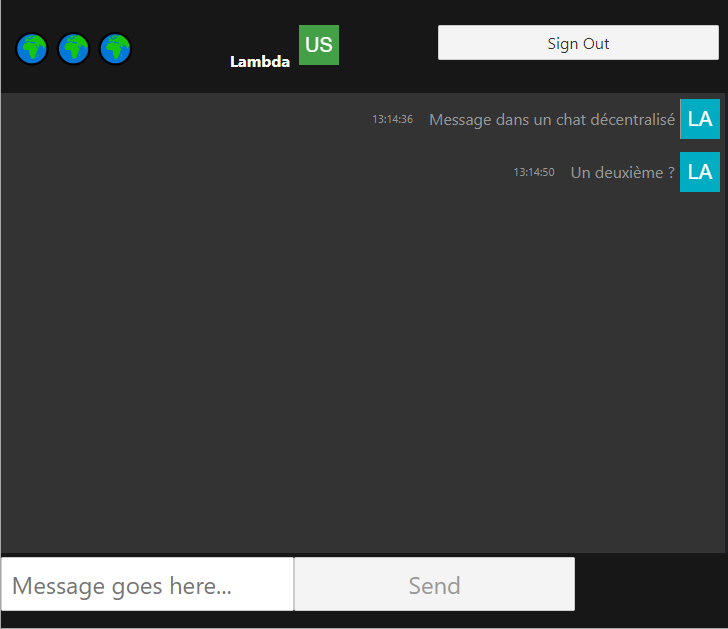 Lambda US
Sign Out
13:14:36 Message dans un chat décentralisé LA
13:14:50 Un deuxième ? LA
Message goes here... Send